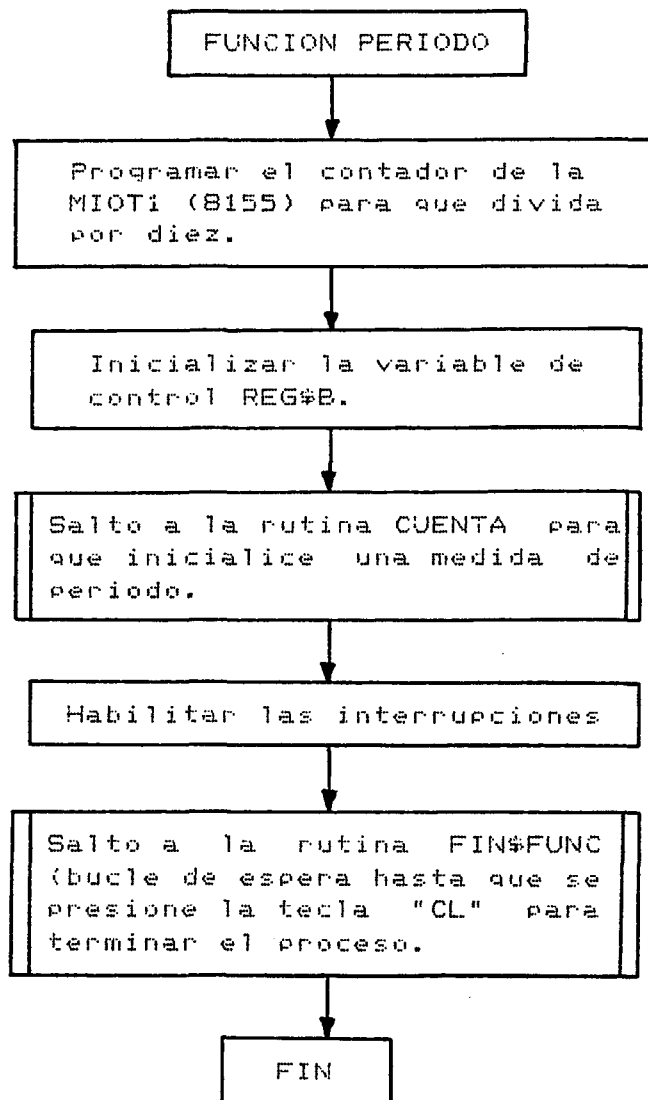 FUNCION PERIODO
Programar el contador de la
MIOT1 (8155) para que divida
por diez.
Inicializar la variable de
control REG$B.
Salto a la rutina CUENTA para
que inicialice una medida de
periodo.
Habilitar las interrupciones
Salto a la rutina FIN$FUNC
(bucle de espera hasta que se
presione la tecla "CL" para
terminar el proceso.
FIN